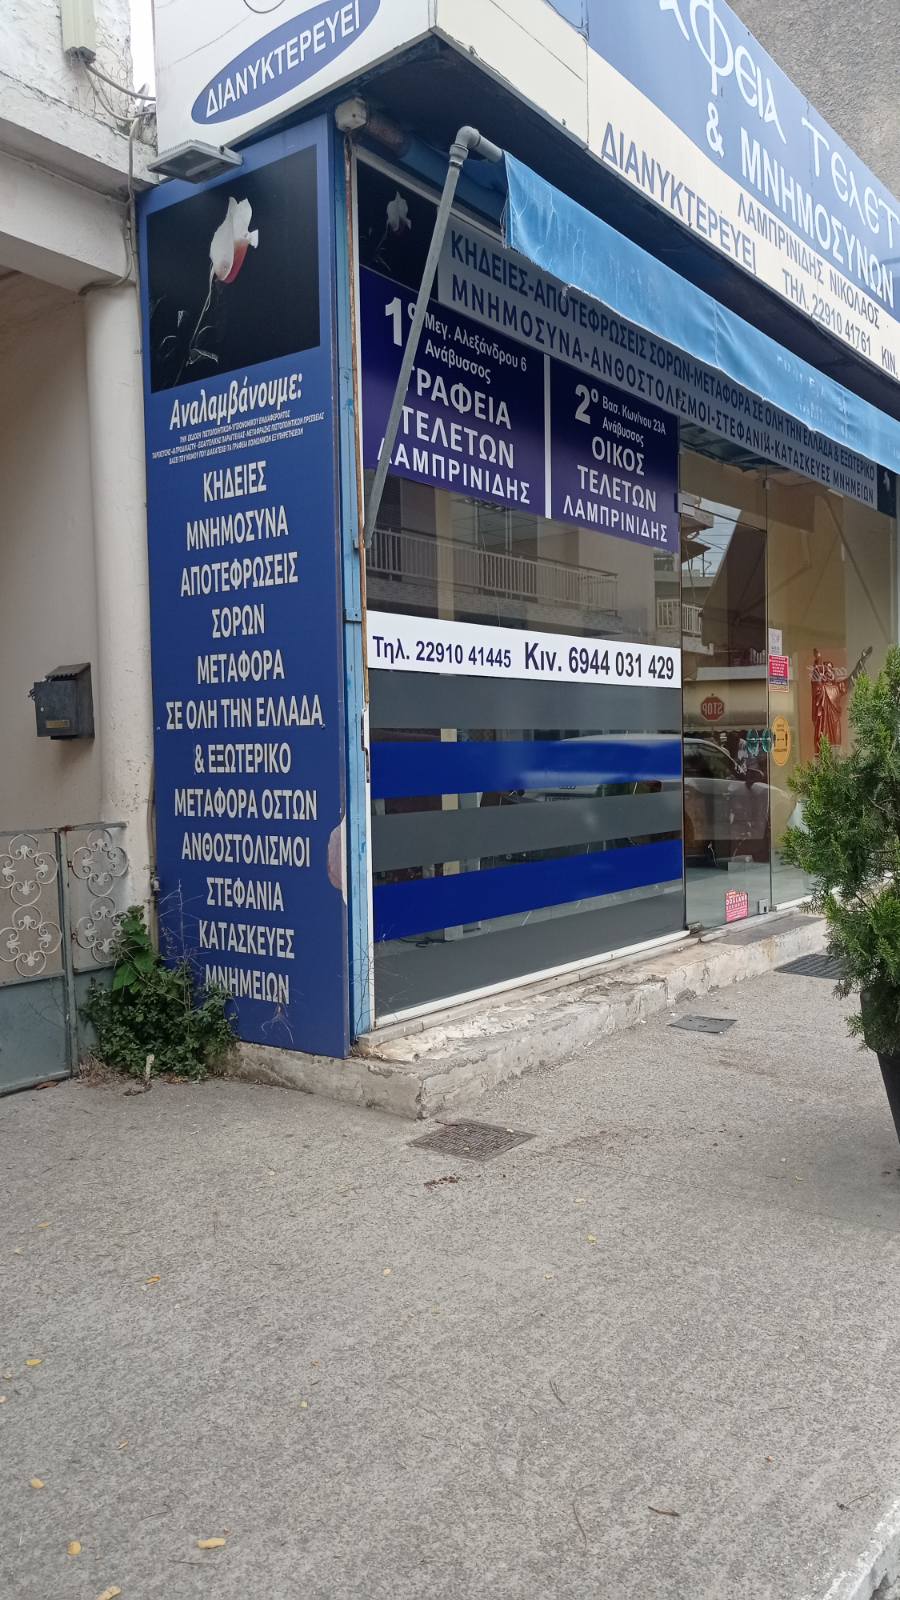 ΔΙΑΝΥΚΤΕΡΕΥΕΙ
ΤΕΛΕΤ
& ΜΝΗΜΟΣΥΝΩΝ
ΔΙΑΝΥΚΤΕΡΕΥΕΙ
ΛΑΜΠΡΙΝΙΔΗΣ ΝΙΚΟΛΑΟΣ
ΤΗΛ. 22910 41761 ΚΙΝ.
Αναλαμβάνουμε:
ΚΗΔΕΙΕΣ
ΜΝΗΜΟΣΥΝΑ
ΑΠΟΤΕΦΡΩΣΕΙΣ
ΣΟΡΩΝ
ΜΕΤΑΦΟΡΑ
ΣΕ ΟΛΗ ΤΗΝ ΕΛΛΑΔΑ
& ΕΞΩΤΕΡΙΚΟ
ΜΕΤΑΦΟΡΑ ΟΣΤΩΝ
ΑΝΘΟΣΤΟΛΙΣΜΟΙ
ΣΤΕΦΑΝΙΑ
ΚΑΤΑΣΚΕΥΕΣ
ΜΝΗΜΕΙΩΝ
ΚΗΔΕΙΕΣ-ΑΠΟΤΕΦΡΩΣΕΙΣ ΣΟΡΩΝ-ΜΕΤΑΦΟΡΑ ΣΕ ΟΛΗ ΤΗΝ ΕΛΛΑΔΑ & ΕΞΩΤΕΡΙΚΟ
ΜΝΗΜΟΣΥΝΑ-ΑΝΘΟΣΤΟΛΙΣΜΟΙ-ΣΤΕΦΑΝΙΑ-ΚΑΤΑΣΚΕΥΕΣ ΜΝΗΜΕΙΩΝ
1ο Μεγ. Αλεξάνδρου 6
Ανάβυσσος
ΓΡΑΦΕΙΑ
ΤΕΛΕΤΩΝ
ΛΑΜΠΡΙΝΙΔΗΣ
2ο Βασ. Κων/νου 23Α
Ανάβυσσος
ΟΙΚΟΣ
ΤΕΛΕΤΩΝ
ΛΑΜΠΡΙΝΙΔΗΣ
Τηλ. 22910 41445 Κιν. 6944 031 429
STOP